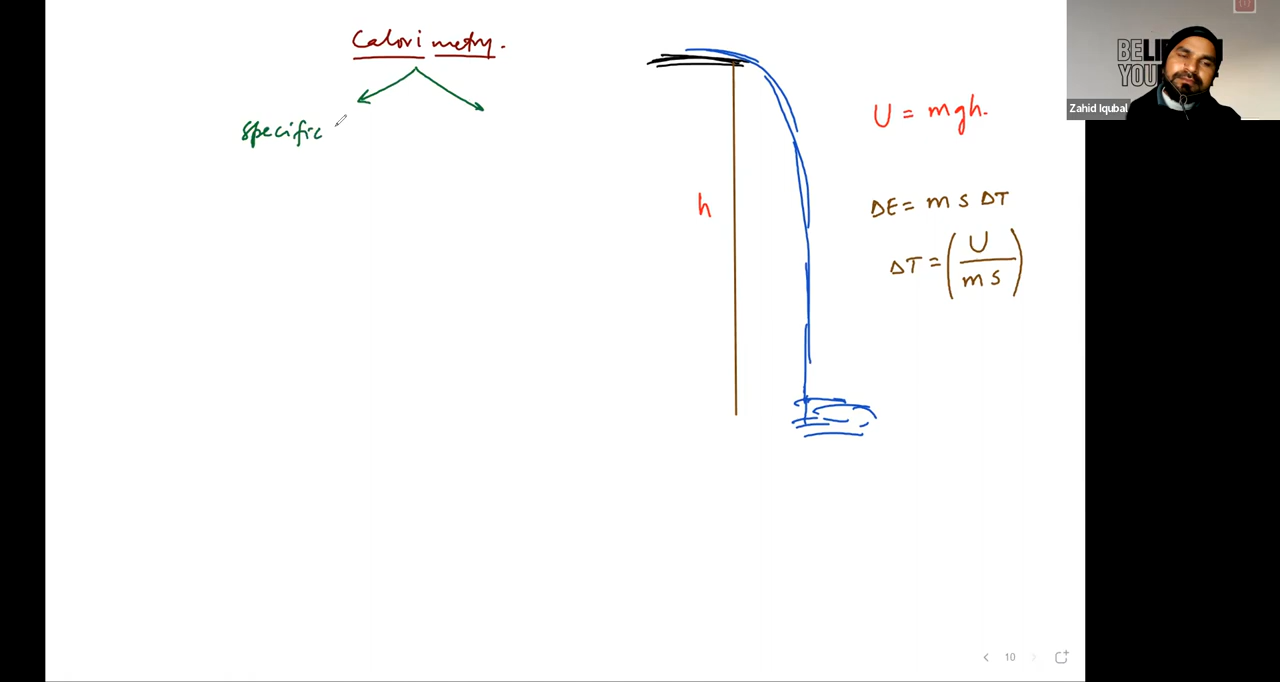 Calorimetry.
specific
h
U = mgh.
ΔE = m s ΔT
ΔT = (U / m s)
Zahid Iqubal
10